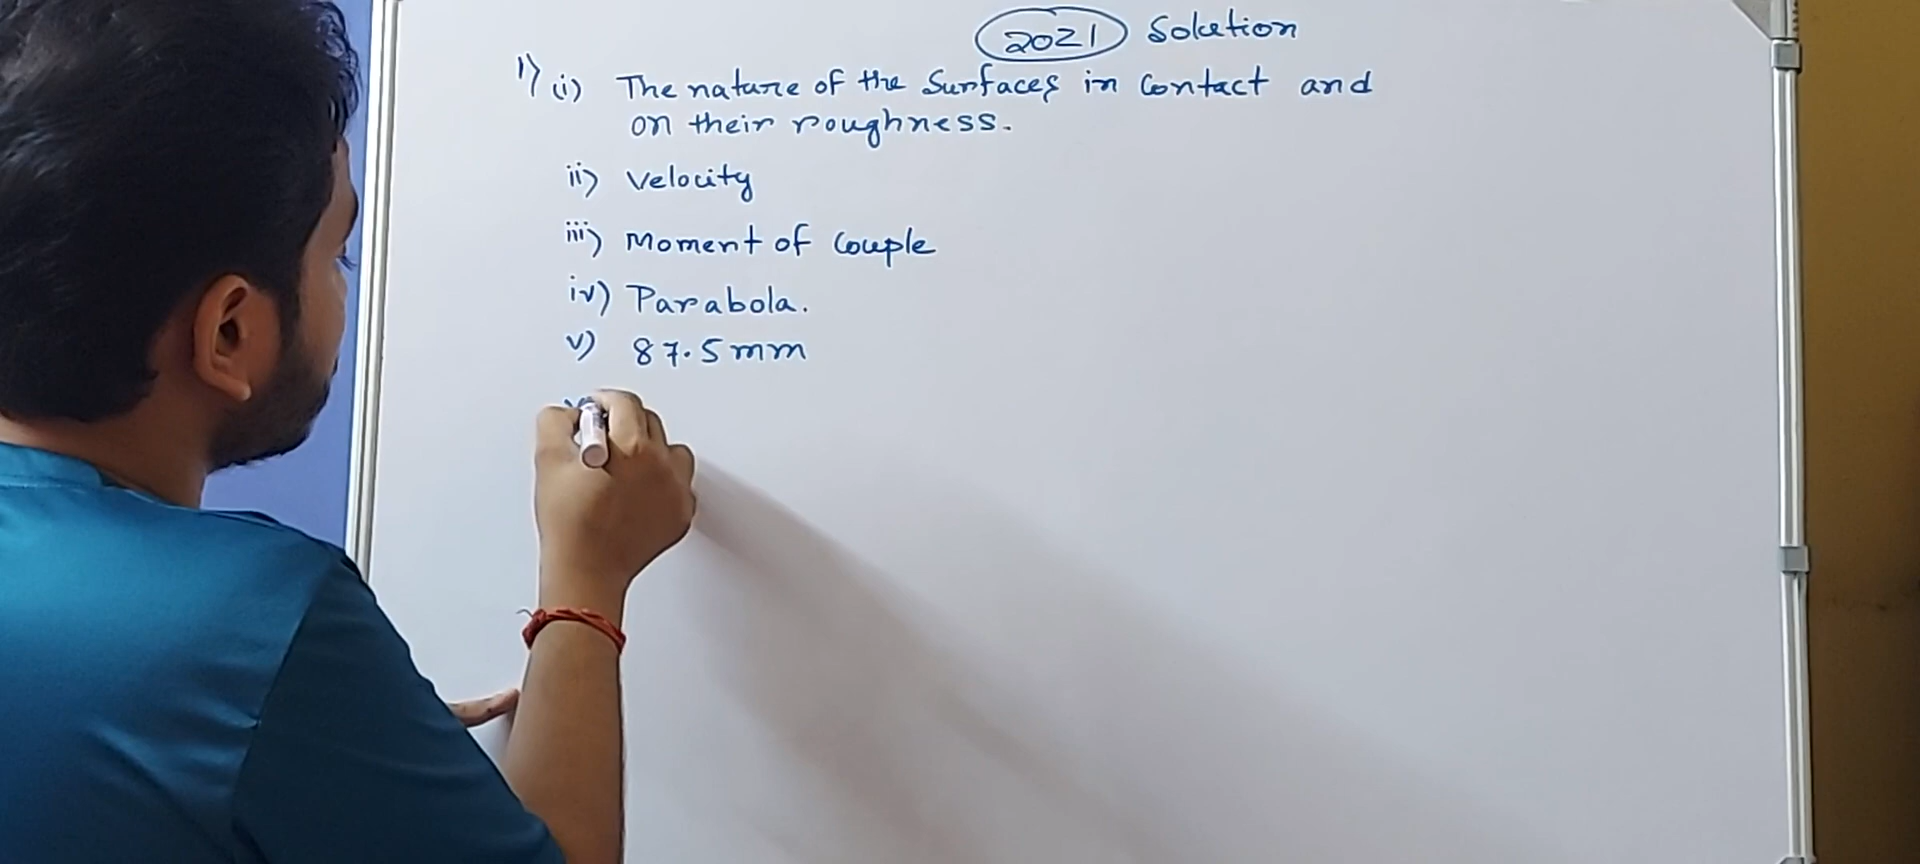 2021 Solution
1) (i) The nature of the Surfaces in Contact and
on their roughness.
ii) Velocity
iii) Moment of Couple
iv) Parabola.
v) 87.5mm